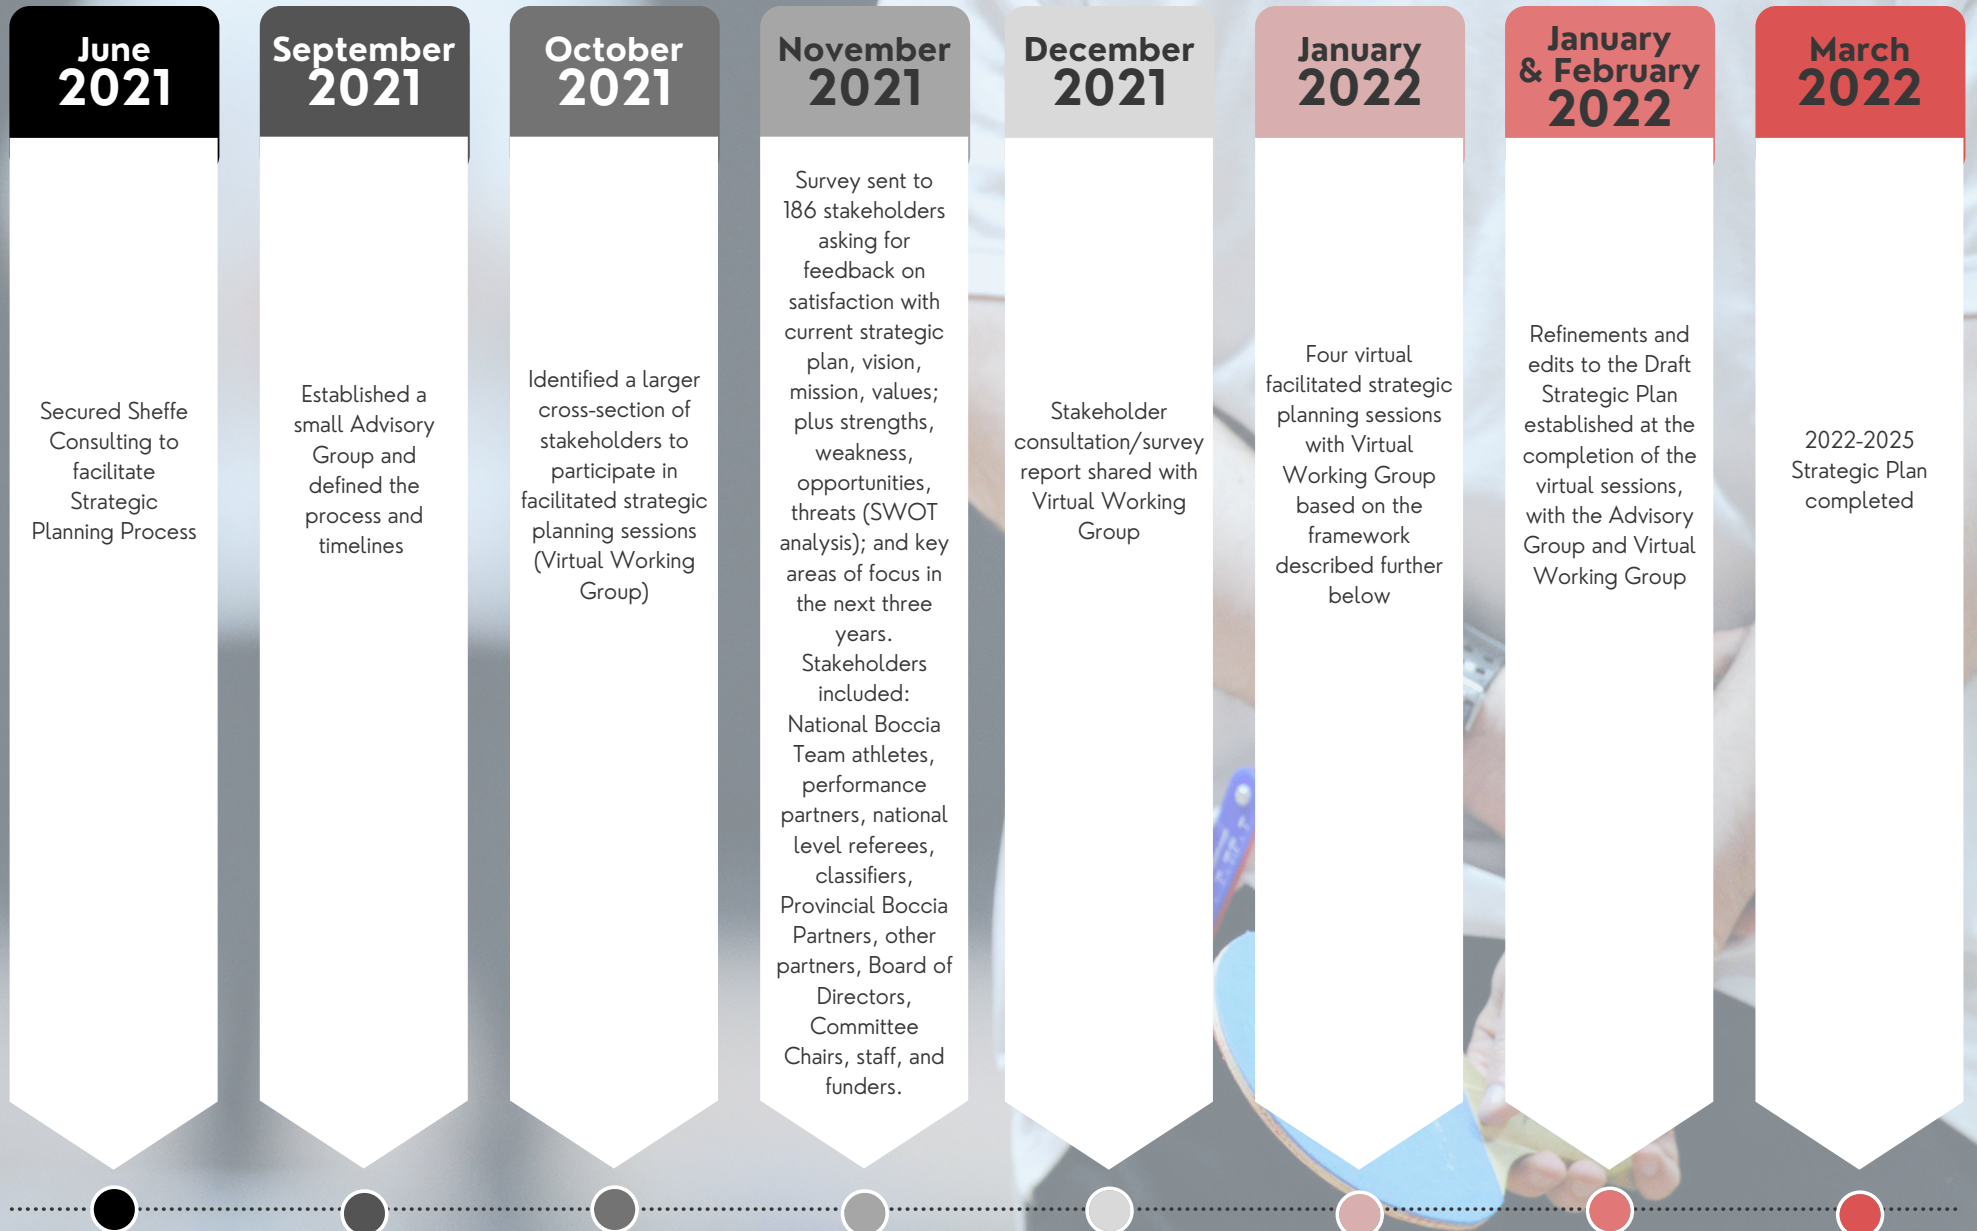 June
2021
Secured Sheffe
Consulting to
facilitate
Strategic
Planning Process
September
2021
Established a
small Advisory
Group and
defined the
process and
timelines
October
2021
Identified a larger
cross-section of
stakeholders to
participate in
facilitated strategic
planning sessions
(Virtual Working
Group)
November
2021
Survey sent to
186 stakeholders
asking for
feedback on
satisfaction with
current strategic
plan, vision,
mission, values;
plus strengths,
weakness,
opportunities,
threats (SWOT
analysis); and key
areas of focus in
the next three
years.
Stakeholders
included:
National Boccia
Team athletes,
performance
partners, national
level referees,
classifiers,
Provincial Boccia
Partners, other
partners, Board of
Directors,
Committee
Chairs, staff, and
funders.
December
2021
Stakeholder
consultation/survey
report shared with
Virtual Working
Group
January
2022
Four virtual
facilitated strategic
planning sessions
with Virtual
Working Group
based on the
framework
described further
below
January
& February
2022
Refinements and
edits to the Draft
Strategic Plan
established at the
completion of the
virtual sessions,
with the Advisory
Group and Virtual
Working Group
March
2022
2022-2025
Strategic Plan
completed